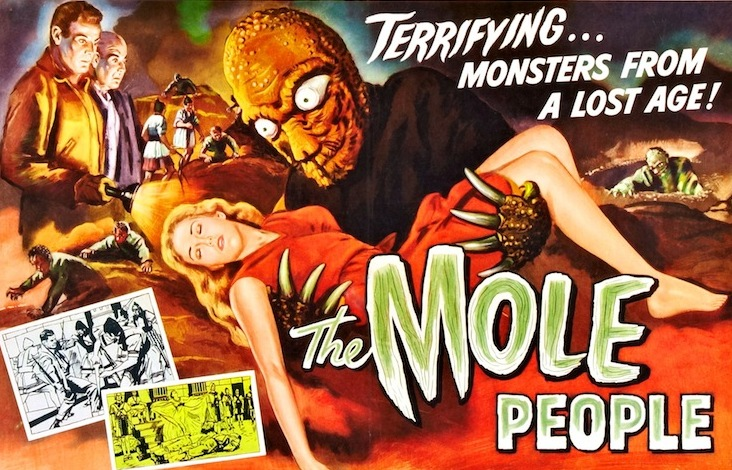 TERRIFYING...
MONSTERS FROM
A LOST AGE!
The MOLE
PEOPLE